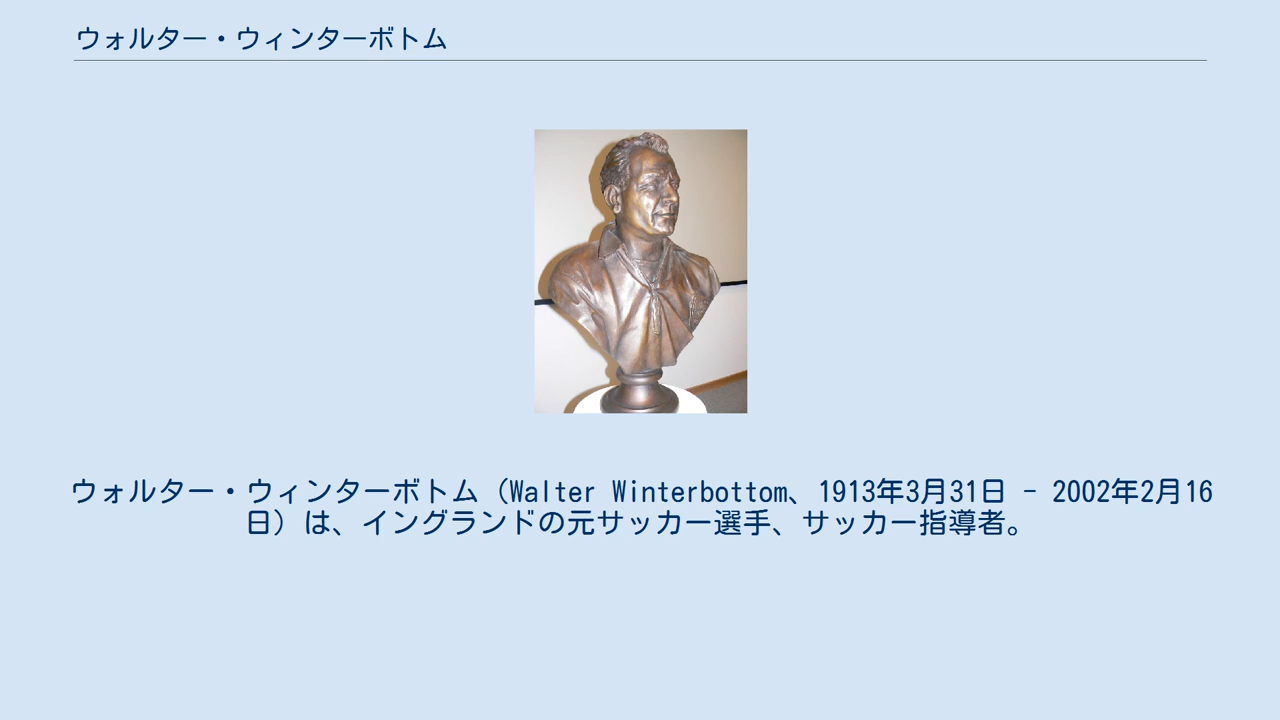 ウォルター・ウィンターボトム
ウォルター・ウィンターボトム（Walter Winterbottom、1913年3月31日 - 2002年2月16
日）は、イングランドの元サッカー選手、サッカー指導者。